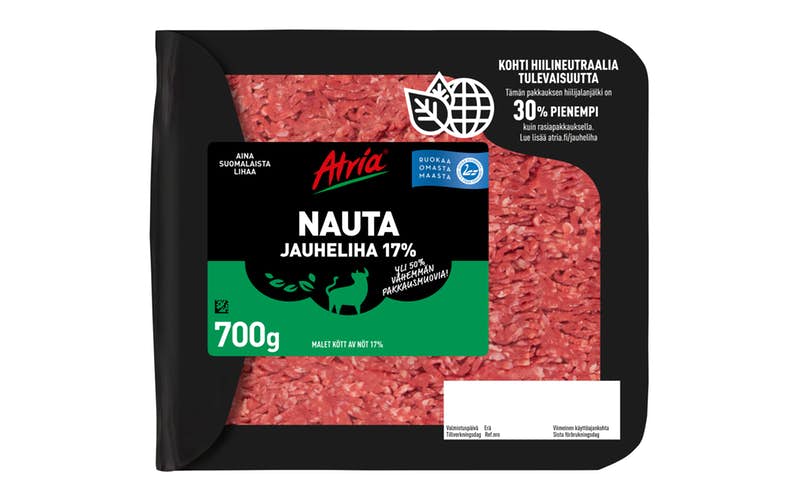 KOHTI HIILINEUTRAALIA
TULEVAISUUTTA
Tämän pakkauksen hiilijalanjälki on
30% PIENEMPI
kuin rasiapakkauksella.
Lue lisää atria.fi/jauheliha
AINA
SUOMALAISTA
LIHAA
Atria®
RUOKAA
OMASTA
MAASTA
NAUTA
JAUHELIHA 17%
YLI 50%
VÄHEMMÄN
PAKKAUSMUOVIA!
700g
MALET KÖTT AV NÖT 17%
Valmistuspäivä Erä Viimeinen käyttöajankohta
Tillverkningsdag Ref.nro Sista förbrukningsdag